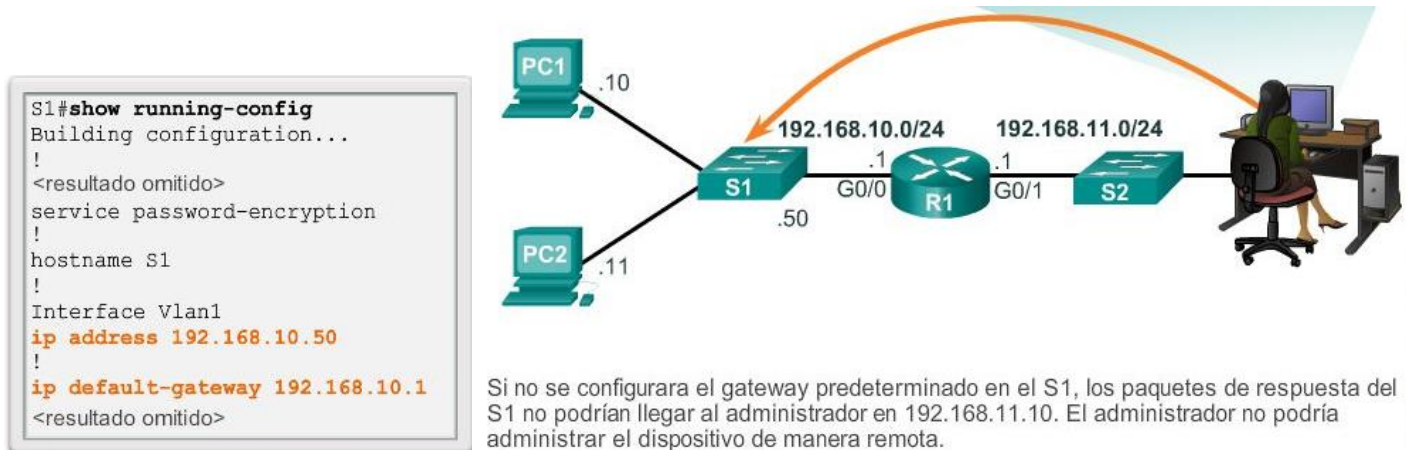 S1#show running-config
Building configuration...
!
<resultado omitido>
service password-encryption
!
hostname S1
!
Interface Vlan1
ip address 192.168.10.50
!
ip default-gateway 192.168.10.1
<resultado omitido>
PC1
.10
192.168.10.0/24
192.168.11.0/24
.1
.1
S1
G0/0
R1
G0/1
S2
.50
PC2
.11
Si no se configurara el gateway predeterminado en el S1, los paquetes de respuesta del
S1 no podrían llegar al administrador en 192.168.11.10. El administrador no podría
administrar el dispositivo de manera remota.